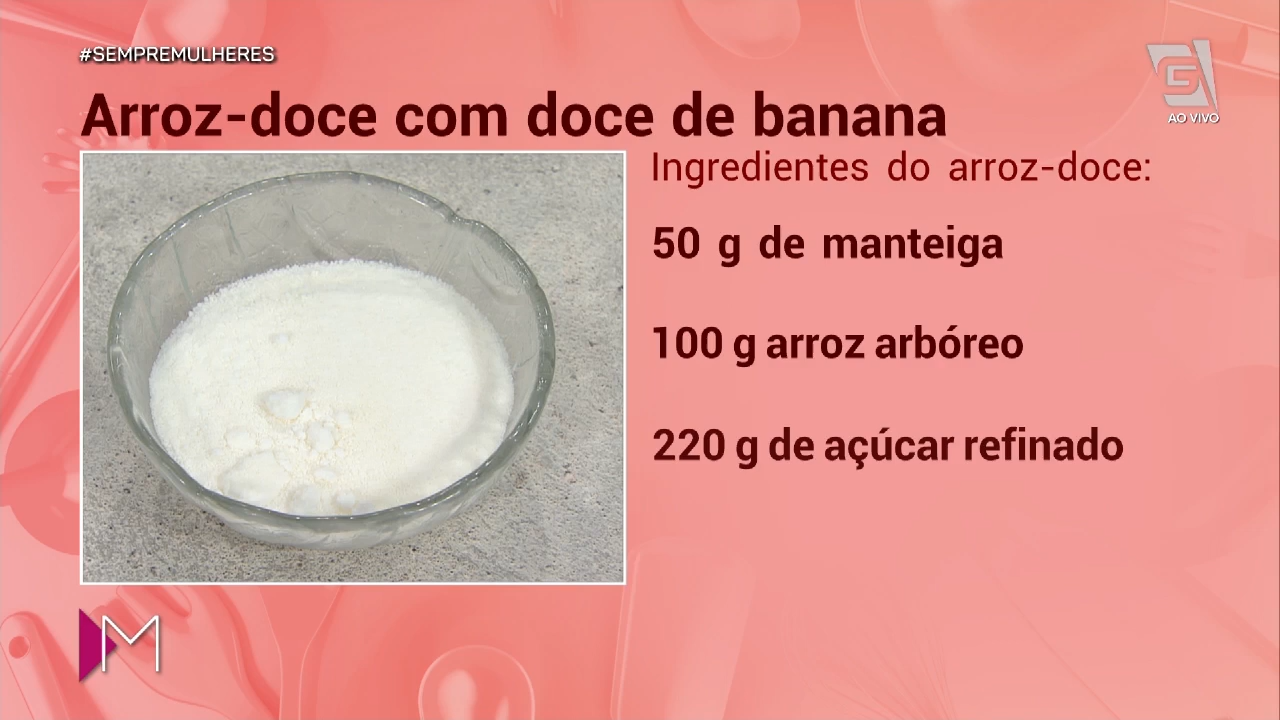 #SEMPREMULHERES
AO VIVO
Arroz-doce com doce de banana
Ingredientes do arroz-doce:
50 g de manteiga
100 g arroz arbóreo
220 g de açúcar refinado
M